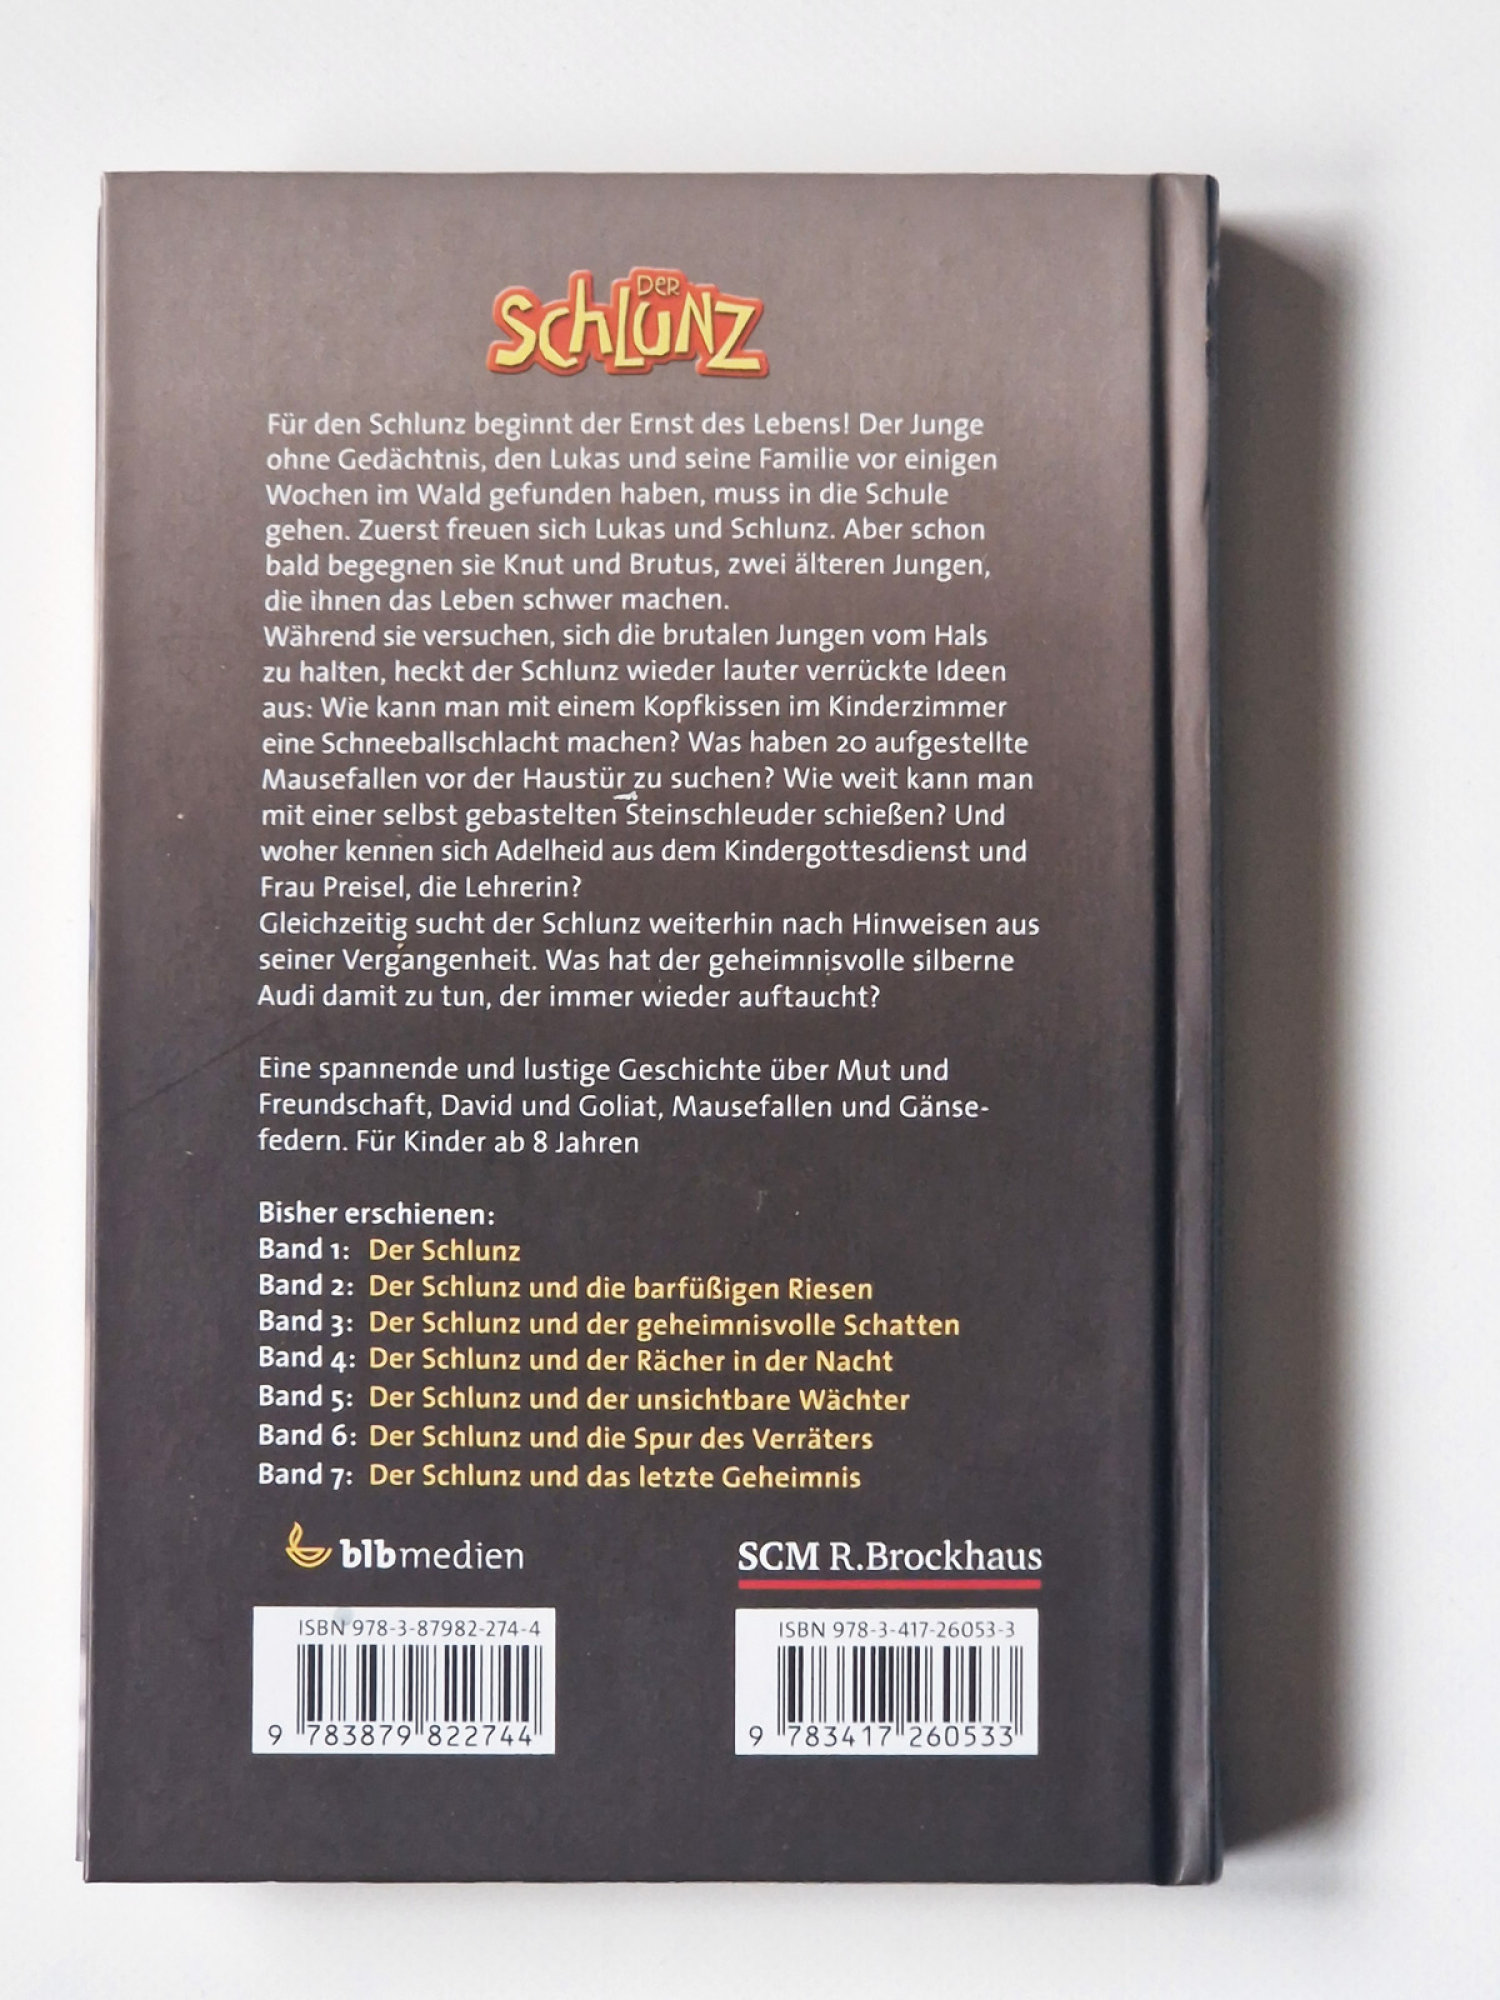 DER
SCHLUNZ
Für den Schlunz beginnt der Ernst des Lebens! Der Junge
ohne Gedächtnis, den Lukas und seine Familie vor einigen
Wochen im Wald gefunden haben, muss in die Schule
gehen. Zuerst freuen sich Lukas und Schlunz. Aber schon
bald begegnen sie Knut und Brutus, zwei älteren Jungen,
die ihnen das Leben schwer machen.
Während sie versuchen, sich die brutalen Jungen vom Hals
zu halten, heckt der Schlunz wieder lauter verrückte Ideen
aus: Wie kann man mit einem Kopfkissen im Kinderzimmer
eine Schneeballschlacht machen? Was haben 20 aufgestellte
Mausefallen vor der Haustür zu suchen? Wie weit kann man
mit einer selbst gebastelten Steinschleuder schießen? Und
woher kennen sich Adelheid aus dem Kindergottesdienst und
Frau Preisel, die Lehrerin?
Gleichzeitig sucht der Schlunz weiterhin nach Hinweisen aus
seiner Vergangenheit. Was hat der geheimnisvolle silberne
Audi damit zu tun, der immer wieder auftaucht?
Eine spannende und lustige Geschichte über Mut und
Freundschaft, David und Goliat, Mausefallen und Gänse-
federn. Für Kinder ab 8 Jahren
Bisher erschienen:
Band 1: Der Schlunz
Band 2: Der Schlunz und die barfüßigen Riesen
Band 3: Der Schlunz und der geheimnisvolle Schatten
Band 4: Der Schlunz und der Rächer in der Nacht
Band 5: Der Schlunz und der unsichtbare Wächter
Band 6: Der Schlunz und die Spur des Verräters
Band 7: Der Schlunz und das letzte Geheimnis
blbmedien
SCM R.Brockhaus
ISBN 978-3-87982-274-4
9 783879 822744
ISBN 978-3-417-26053-3
9 783417 260533